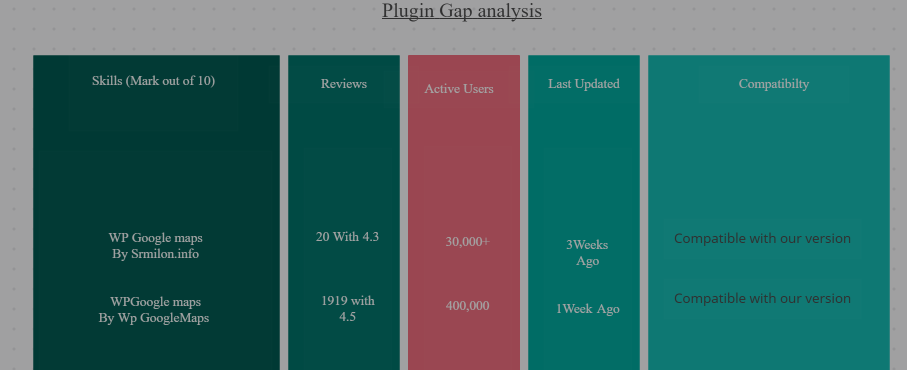 Plugin Gap analysis
Skills (Mark out of 10)
Reviews
Active Users
Last Updated
Compatibilty
WP Google maps
By Srmilon.info
20 With 4.3
30,000+
3Weeks
Ago
Compatible with our version
WPGoogle maps
By Wp GoogleMaps
1919 with
4.5
400,000
1Week Ago
Compatible with our version